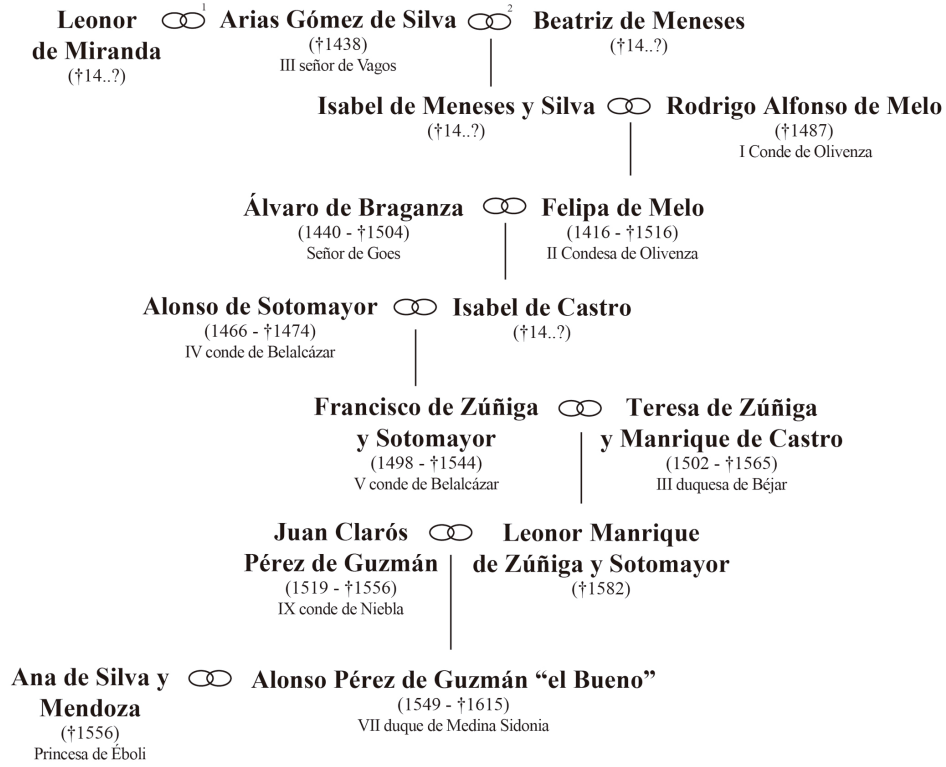 Leonor
de Miranda
(†14..?)
1
Arias Gómez de Silva
(†1438)
III señor de Vagos
2
Beatriz de Meneses
(†14..?)
Isabel de Meneses y Silva
(†14..?)
Rodrigo Alfonso de Melo
(†1487)
I Conde de Olivenza
Álvaro de Braganza
(1440 - †1504)
Señor de Goes
Felipa de Melo
(1416 - †1516)
II Condesa de Olivenza
Alonso de Sotomayor
(1466 - †1474)
IV conde de Belalcázar
Isabel de Castro
(†14..?)
Francisco de Zúñiga
y Sotomayor
(1498 - †1544)
V conde de Belalcázar
Teresa de Zúñiga
y Manrique de Castro
(1502 - †1565)
III duquesa de Béjar
Juan Clarós
Pérez de Guzmán
(1519 - †1556)
IX conde de Niebla
Leonor Manrique
de Zúñiga y Sotomayor
(†1582)
Ana de Silva y
Mendoza
(†1556)
Princesa de Éboli
Alonso Pérez de Guzmán “el Bueno”
(1549 - †1615)
VII duque de Medina Sidonia